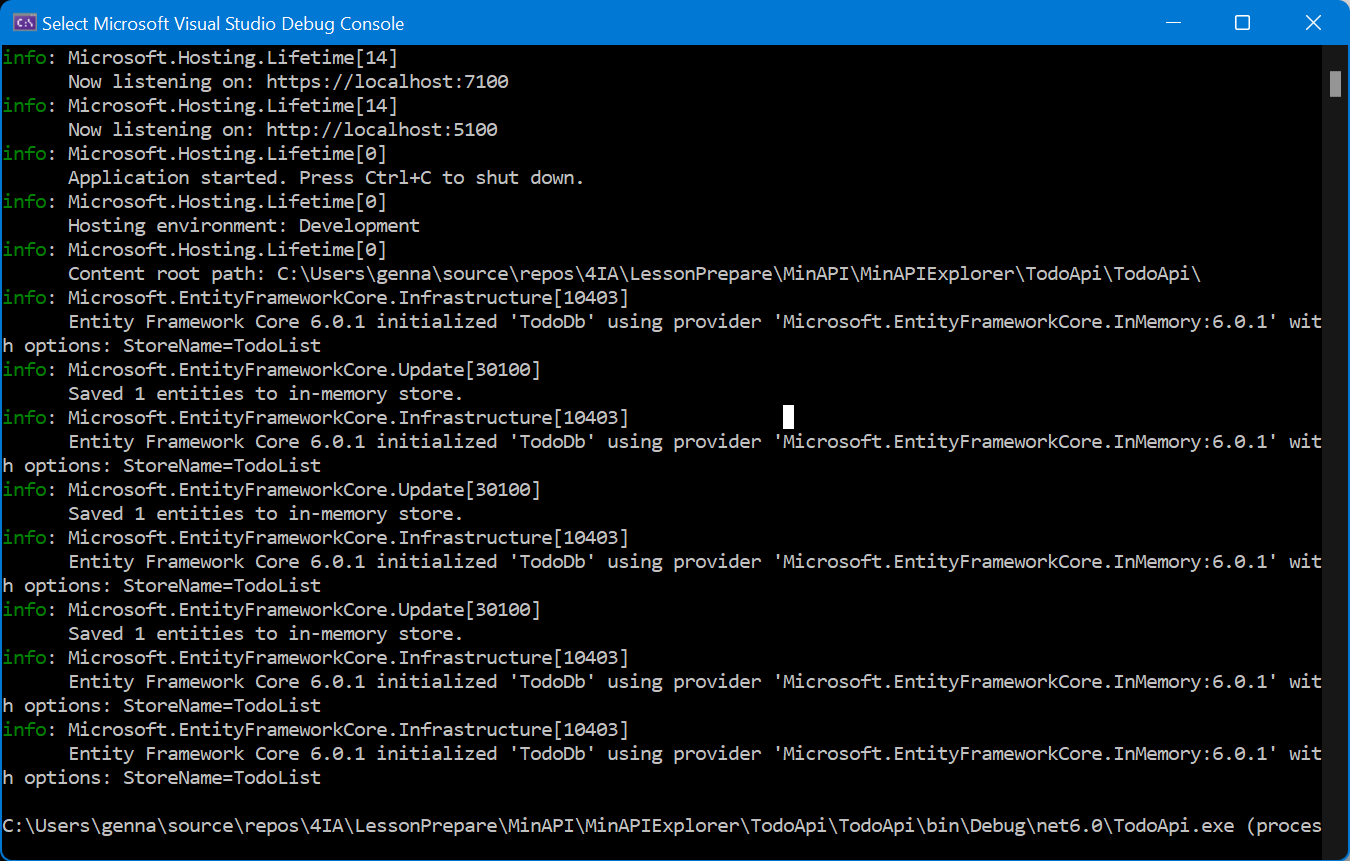 Select Microsoft Visual Studio Debug Console
info: Microsoft.Hosting.Lifetime[14]
      Now listening on: https://localhost:7100
info: Microsoft.Hosting.Lifetime[14]
      Now listening on: http://localhost:5100
info: Microsoft.Hosting.Lifetime[0]
      Application started. Press Ctrl+C to shut down.
info: Microsoft.Hosting.Lifetime[0]
      Hosting environment: Development
info: Microsoft.Hosting.Lifetime[0]
      Content root path: C:\Users\genna\source\repos\4IA\LessonPrepare\MinAPI\MinAPIExplorer\TodoApi\TodoApi\
info: Microsoft.EntityFrameworkCore.Infrastructure[10403]
      Entity Framework Core 6.0.1 initialized 'TodoDb' using provider 'Microsoft.EntityFrameworkCore.InMemory:6.0.1' wit
h options: StoreName=TodoList
info: Microsoft.EntityFrameworkCore.Update[30100]
      Saved 1 entities to in-memory store.
info: Microsoft.EntityFrameworkCore.Infrastructure[10403]
      Entity Framework Core 6.0.1 initialized 'TodoDb' using provider 'Microsoft.EntityFrameworkCore.InMemory:6.0.1' wit
h options: StoreName=TodoList
info: Microsoft.EntityFrameworkCore.Update[30100]
      Saved 1 entities to in-memory store.
info: Microsoft.EntityFrameworkCore.Infrastructure[10403]
      Entity Framework Core 6.0.1 initialized 'TodoDb' using provider 'Microsoft.EntityFrameworkCore.InMemory:6.0.1' wit
h options: StoreName=TodoList
info: Microsoft.EntityFrameworkCore.Update[30100]
      Saved 1 entities to in-memory store.
info: Microsoft.EntityFrameworkCore.Infrastructure[10403]
      Entity Framework Core 6.0.1 initialized 'TodoDb' using provider 'Microsoft.EntityFrameworkCore.InMemory:6.0.1' wit
h options: StoreName=TodoList
info: Microsoft.EntityFrameworkCore.Infrastructure[10403]
      Entity Framework Core 6.0.1 initialized 'TodoDb' using provider 'Microsoft.EntityFrameworkCore.InMemory:6.0.1' wit
h options: StoreName=TodoList
C:\Users\genna\source\repos\4IA\LessonPrepare\MinAPI\MinAPIExplorer\TodoApi\TodoApi\bin\Debug\net6.0\TodoApi.exe (proces